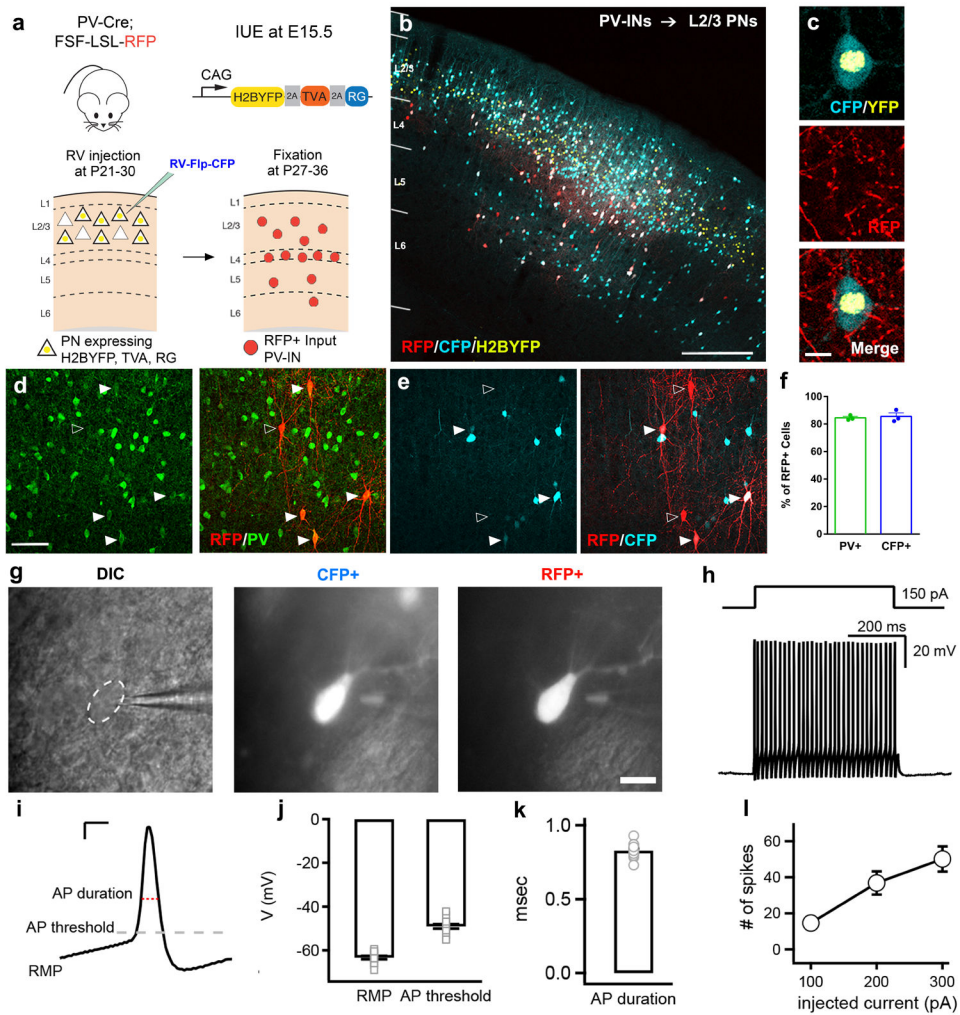 a
PV-Cre;
FSF-LSL-RFP
IUE at E15.5
CAG
H2BYFP 2A TVA 2A RG
RV injection
at P21-30
RV-Flp-CFP
Fixation
at P27-36
L1
L2/3
L4
L5
L6
L1
L2/3
L4
L5
L6
PN expressing
H2BYFP, TVA, RG
RFP+ Input
PV-IN
b
PV-INs → L2/3 PNs
L2/3
L4
L5
L6
RFP/CFP/H2BYFP
c
CFP/YFP
RFP
Merge
d
RFP/PV
e
RFP/CFP
f
% of RFP+ Cells
100
80
60
40
20
0
PV+ CFP+
g
DIC
CFP+
RFP+
h
150 pA
200 ms
20 mV
i
AP duration
AP threshold
RMP
j
V (mV)
0
-20
-40
-60
RMP AP threshold
k
msec
1.0
0.5
0.0
AP duration
l
# of spikes
60
40
20
0
100 200 300
injected current (pA)